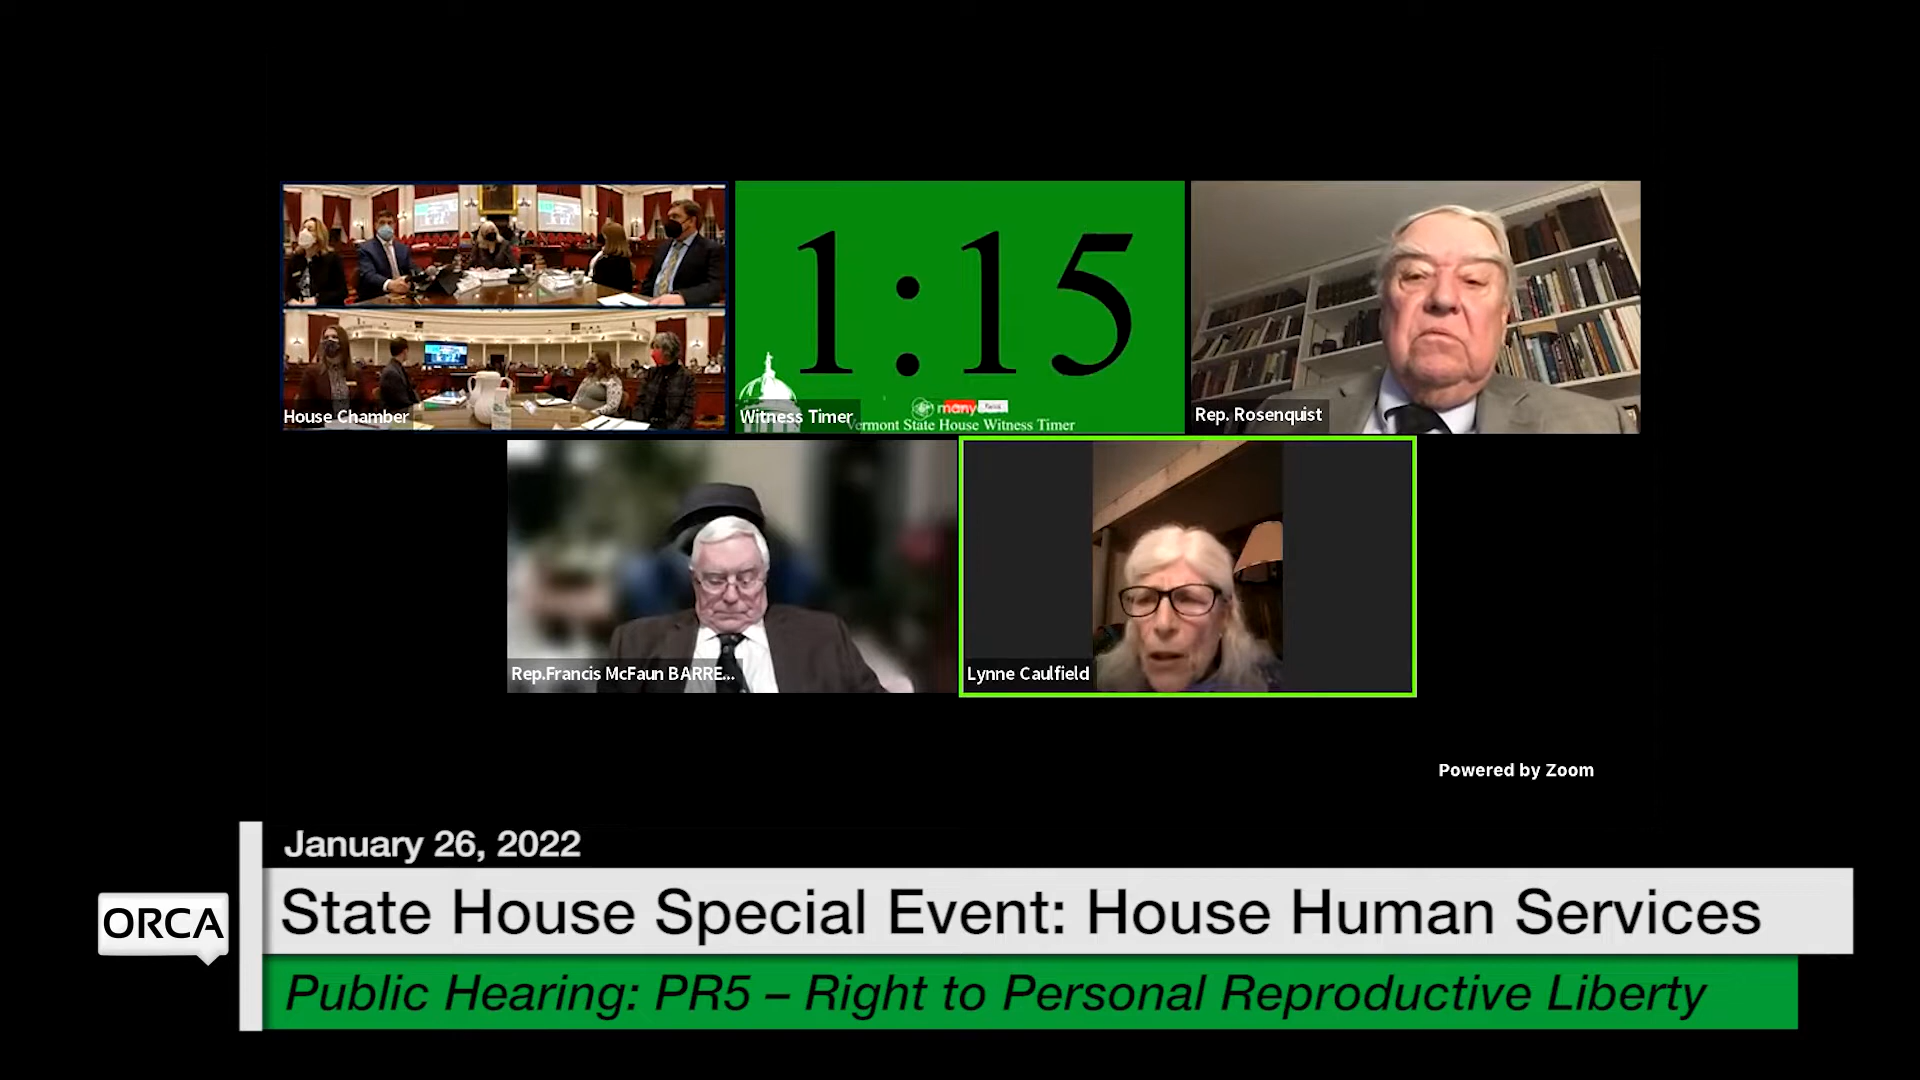 1:15
many
Vermont State House Witness Timer
House Chamber
Witness Timer
Rep. Rosenquist
Rep.Francis McFaun BARRE...
Lynne Caulfield
Powered by Zoom
January 26, 2022
ORCA
State House Special Event: House Human Services
Public Hearing: PR5 – Right to Personal Reproductive Liberty